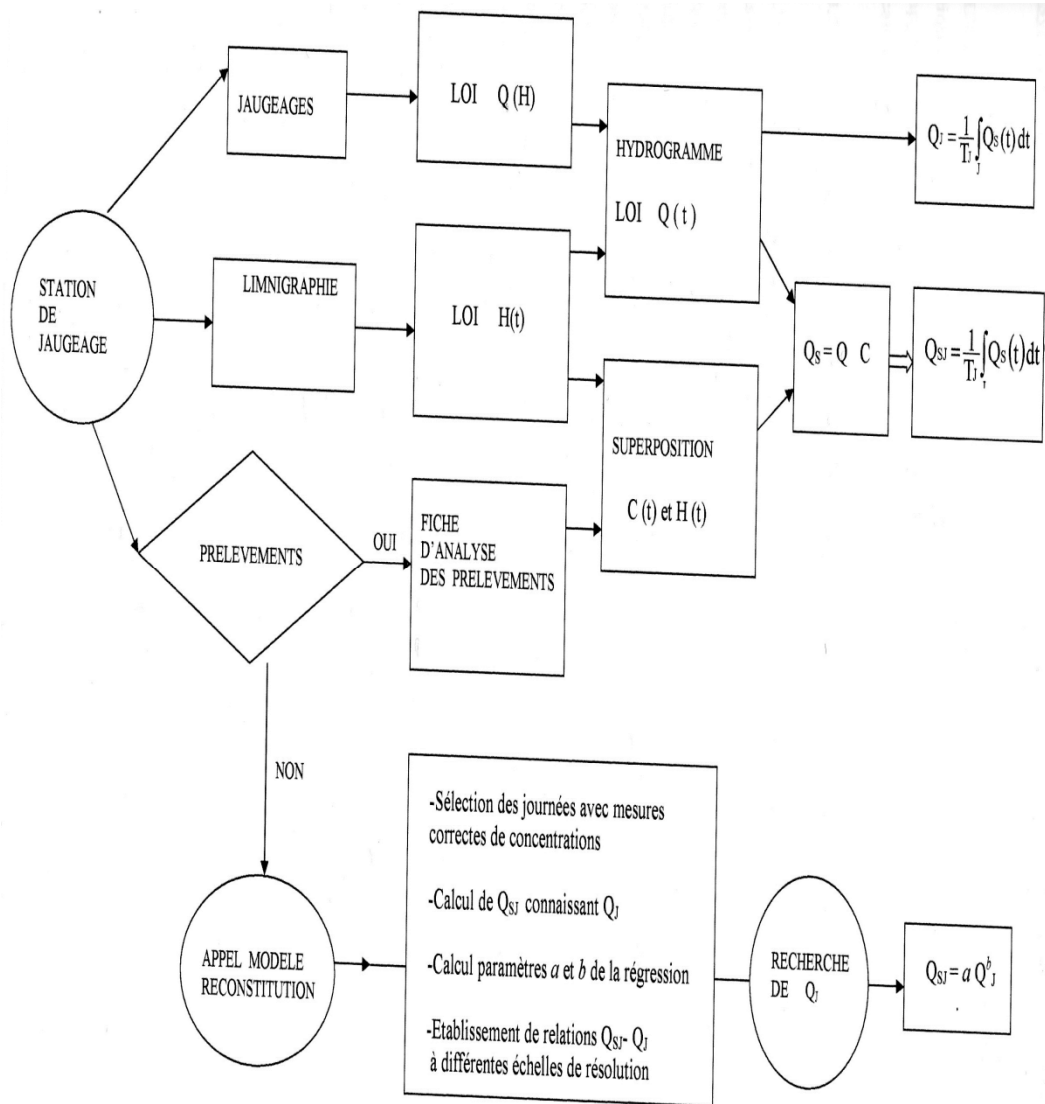 JAUGEAGES
LOI Q (H)
HYDROGRAMME
LOI Q ( t )
Q_J = 1/T_J ∫_J Q_S (t) dt
STATION
DE
JAUGEAGE
LIMNIGRAPHIE
LOI H(t)
Q_S = Q C
Q_SJ = 1/T_J ∫_J Q_S (t) dt
SUPERPOSITION
C (t) et H (t)
PRELEVEMENTS
OUI
FICHE
D'ANALYSE
DES PRELEVEMENTS
NON
-Sélection des journées avec mesures
correctes de concentrations
-Calcul de Q_SJ connaissant Q_J
-Calcul paramètres a et b de la régression
-Etablissement de relations Q_SJ- Q_J
à différentes échelles de résolution
APPEL MODELE
RECONSTITUTION
RECHERCHE
DE Q_J
Q_SJ = a Q^b_J